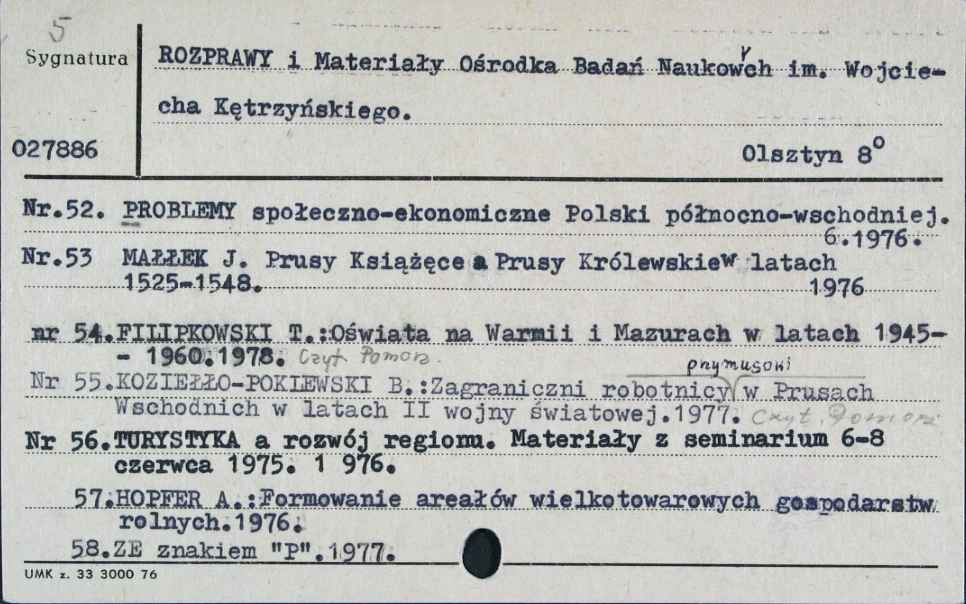 5
Sygnatura
ROZPRAWY i Materiały Ośrodka Badań Naukowych im. Wojcie-
cha Kętrzyńskiego.
027886
Olsztyn 8o
Nr.52. PROBLEMY społeczno-ekonomiczne Polski północno-wschodniej.
6.1976.
Nr.53 MAŁŁEK J. Prusy Książęce a Prusy Królewskie w latach
1525-1548. 1976
nr 54.FILIPKOWSKI T.:Oświata na Warmii i Mazurach w latach 1945-
- 1960.1978. Czyt. Pomorz.
przymusowi
Nr 55.KOZIEŁŁO-POKIEWSKI B.:Zagraniczni robotnicy w Prusach
Wschodnich w latach II wojny światowej.1977. Czyt. Pomorz
Nr 56.TURYSTYKA a rozwój regionu. Materiały z seminarium 6-8
czerwca 1975. 1 976.
57.HOPFER A.:Formowanie areałów wielkotowarowych gospodarstw
rolnych.1976.
58.ZE znakiem "P".1977.
UMK z. 33 3000 76